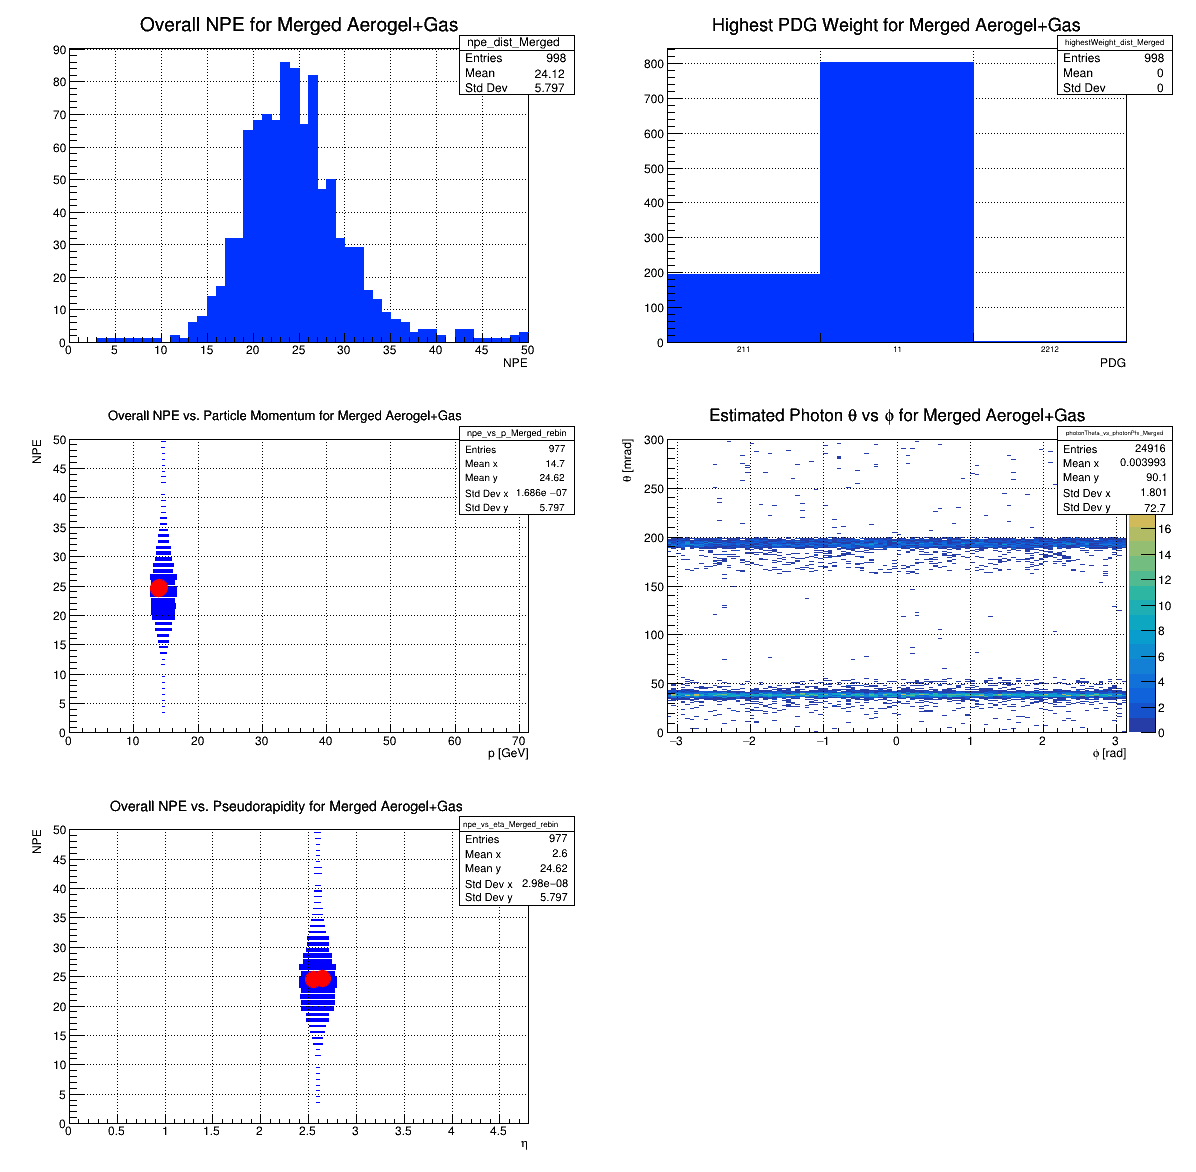 Overall NPE for Merged Aerogel+Gas
npe_dist_Merged
Entries 998
Mean 24.12
Std Dev 5.797
90
80
70
60
50
40
30
20
10
0
0 5 10 15 20 25 30 35 40 45 50
NPE
Highest PDG Weight for Merged Aerogel+Gas
highestWeight_dist_Merged
Entries 998
Mean 0
Std Dev 0
800
700
600
500
400
300
200
100
0
211 11 2212
PDG
Overall NPE vs. Particle Momentum for Merged Aerogel+Gas
npe_vs_p_Merged_rebin
Entries 977
Mean x 14.7
Mean y 24.62
Std Dev x 1.686e −07
Std Dev y 5.797
NPE
50
45
40
35
30
25
20
15
10
5
0
0 10 20 30 40 50 60 70
p [GeV]
Estimated Photon θ vs ϕ for Merged Aerogel+Gas
photonTheta_vs_photonPhi_Merged
Entries 24916
Mean x 0.003993
Mean y 90.1
Std Dev x 1.801
Std Dev y 72.7
θ [mrad]
300
250
200
150
100
50
0
−3 −2 −1 0 1 2 3
ϕ [rad]
16
14
12
10
8
6
4
2
0
Overall NPE vs. Pseudorapidity for Merged Aerogel+Gas
npe_vs_eta_Merged_rebin
Entries 977
Mean x 2.6
Mean y 24.62
Std Dev x 2.98e−08
Std Dev y 5.797
NPE
50
45
40
35
30
25
20
15
10
5
0
0 0.5 1 1.5 2 2.5 3 3.5 4 4.5
η